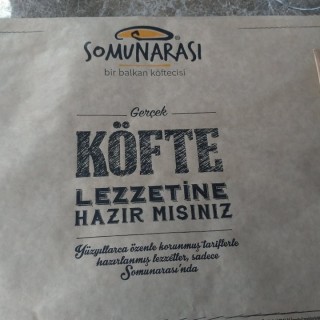 SOMUNARASI
bir balkan köftecisi
Gerçek
KÖFTE
LEZZETİNE
HAZIR MISINIZ
Yüzyıllarca özenle korunmuş tariflerle
hazırlanmış lezzetler, sadece
Somunarası'nda